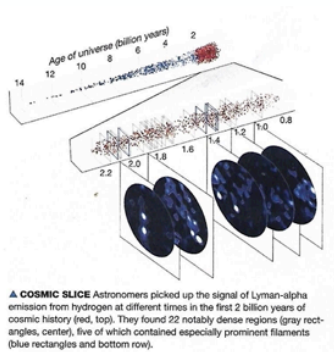 Age of universe (billion years)
14 12 10 8 6 4 2
2.2 2.0 1.8 1.6 1.4 1.2 1.0 0.8
▲ COSMIC SLICE Astronomers picked up the signal of Lyman-alpha
emission from hydrogen at different times in the first 2 billion years of
cosmic history (red, top). They found 22 notably dense regions (gray rect-
angles, center), five of which contained especially prominent filaments
(blue rectangles and bottom row).